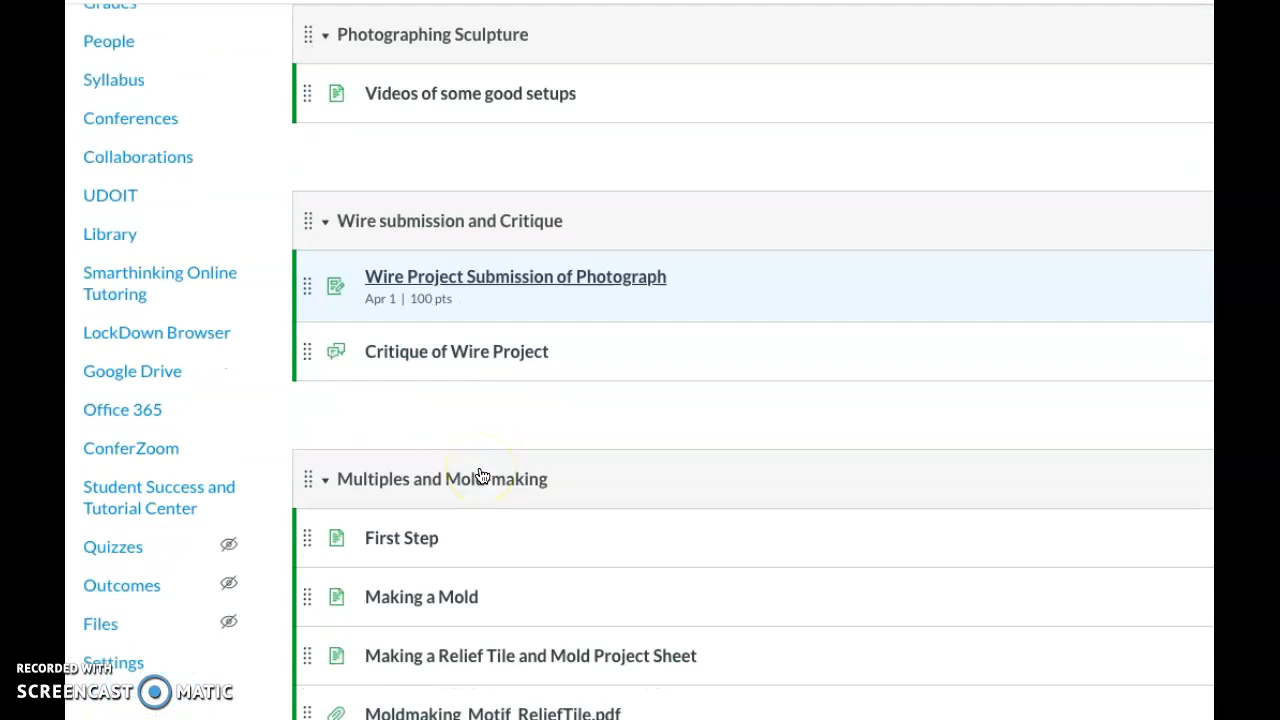 Grades
People
Syllabus
Conferences
Collaborations
UDOIT
Library
Smarthinking Online
Tutoring
LockDown Browser
Google Drive
Office 365
ConferZoom
Student Success and
Tutorial Center
Quizzes
Outcomes
Files
Settings
Photographing Sculpture
Videos of some good setups
Wire submission and Critique
Wire Project Submission of Photograph
Apr 1 | 100 pts
Critique of Wire Project
Multiples and Moldmaking
First Step
Making a Mold
Making a Relief Tile and Mold Project Sheet
Moldmaking_Motif_ReliefTile.pdf
RECORDED WITH
SCREENCAST MATIC